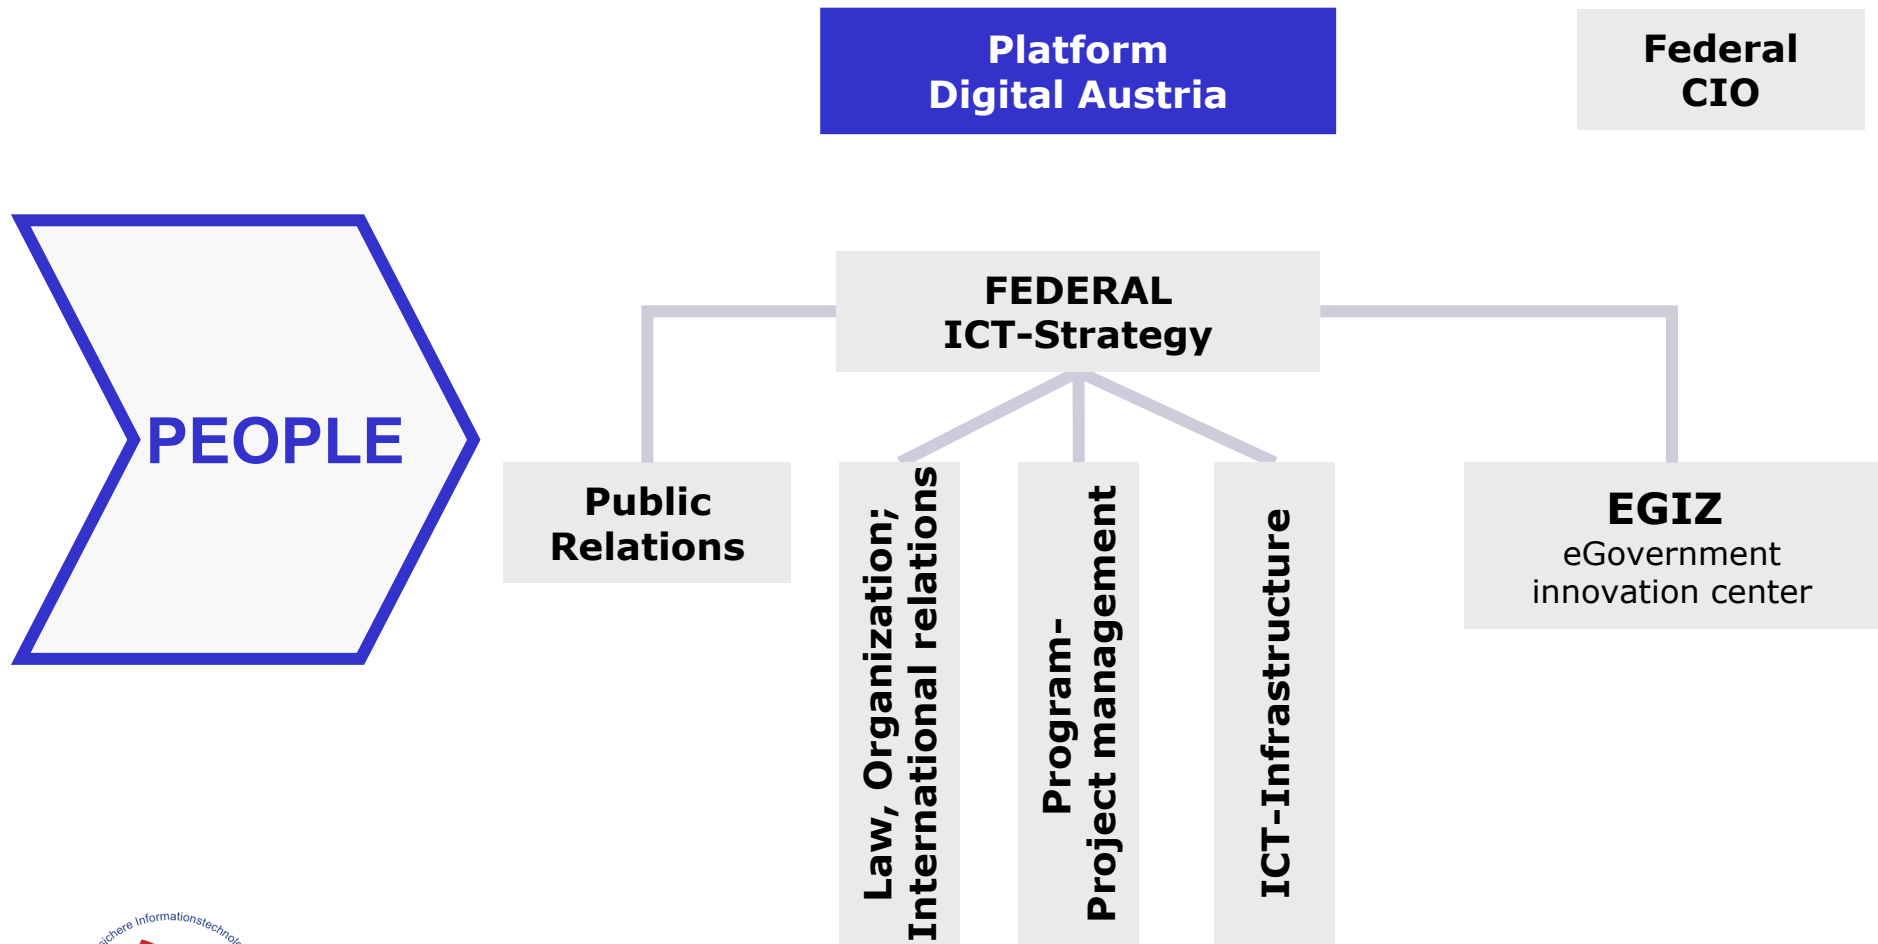 Platform
Digital Austria
Federal
CIO
FEDERAL
ICT-Strategy
PEOPLE
Public
Relations
Law, Organization;
International relations
Program-
Project management
ICT-Infrastructure
EGIZ
eGovernment
innovation center